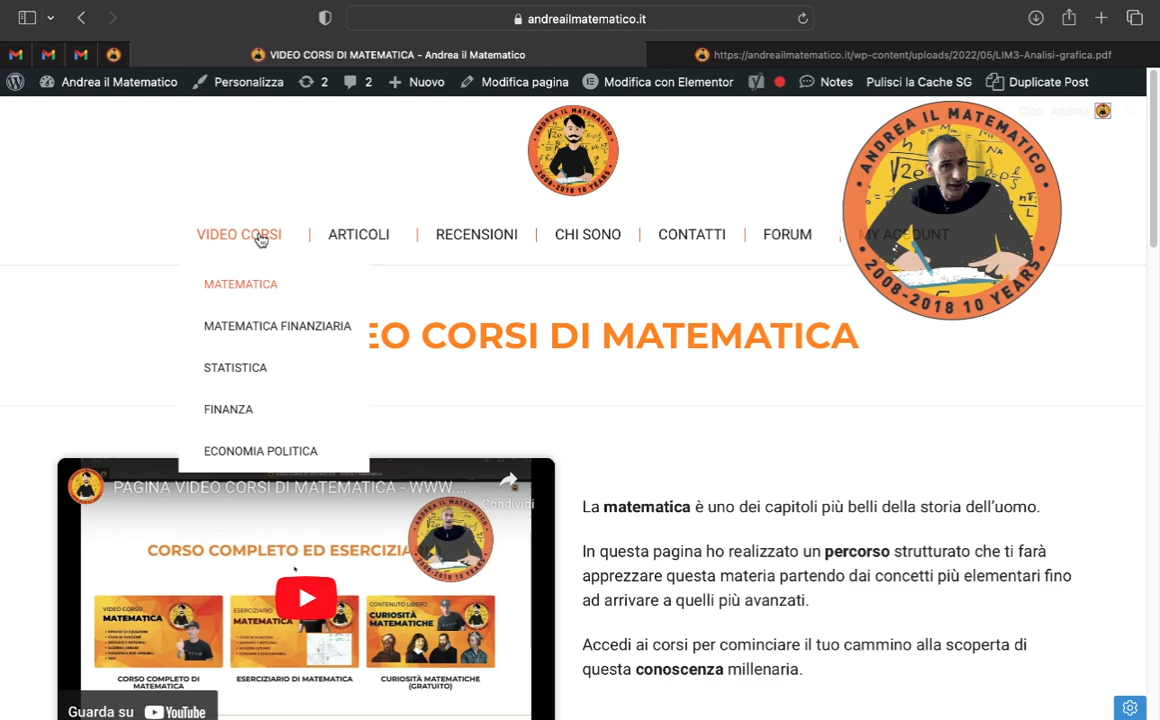 andreailmatematico.it
VIDEO CORSI DI MATEMATICA - Andrea il Matematico
https://andreailmatematico.it/wp-content/uploads/2022/05/LIM3-Analisi-grafica.pdf
Andrea il Matematico Personalizza 2 2 Nuovo Modifica pagina Modifica con Elementor Notes Pulisci la Cache SG Duplicate Post
Ciao, Andrea
ANDREA IL MATEMATICO
2008-2018 10 YEARS
ANDREA IL MATEMATICO
2008-2018 10 YEARS
VIDEO CORSI | ARTICOLI | RECENSIONI | CHI SONO | CONTATTI | FORUM | MY ACCOUNT
MATEMATICA
MATEMATICA FINANZIARIA
STATISTICA
FINANZA
ECONOMIA POLITICA
EO CORSI DI MATEMATICA
PAGINA VIDEO CORSI DI MATEMATICA - WWW....
Condividi
CORSO COMPLETO ED ESERCIZIA
VIDEO CORSO
MATEMATICA
ESERCIZIARIO DI
MATEMATICA
CONTENUTO LIBERO
CURIOSITÀ
MATEMATICHE
CORSO COMPLETO DI
MATEMATICA
ESERCIZIARIO DI MATEMATICA
CURIOSITÀ MATEMATICHE
(GRATUITO)
Guarda su YouTube
La matematica è uno dei capitoli più belli della storia dell'uomo.
In questa pagina ho realizzato un percorso strutturato che ti farà
apprezzare questa materia partendo dai concetti più elementari fino
ad arrivare a quelli più avanzati.
Accedi ai corsi per cominciare il tuo cammino alla scoperta di
questa conoscenza millenaria.